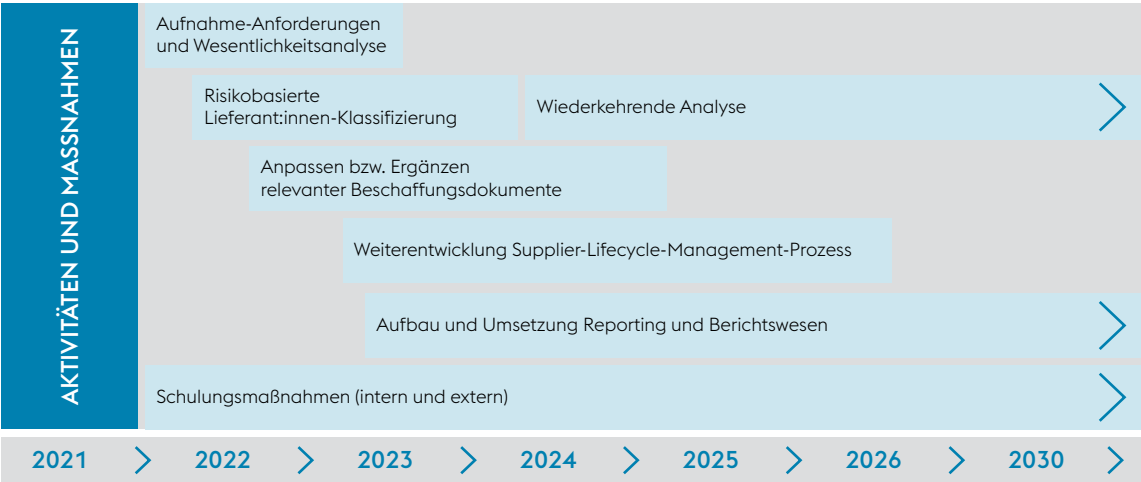 AKTIVITÄTEN UND MASSNAHMEN
Aufnahme-Anforderungen
und Wesentlichkeitsanalyse
Risikobasierte
Lieferant:innen-Klassifizierung
Wiederkehrende Analyse
Anpassen bzw. Ergänzen
relevanter Beschaffungsdokumente
Weiterentwicklung Supplier-Lifecycle-Management-Prozess
Aufbau und Umsetzung Reporting und Berichtswesen
Schulungsmaßnahmen (intern und extern)
2021 2022 2023 2024 2025 2026 2030